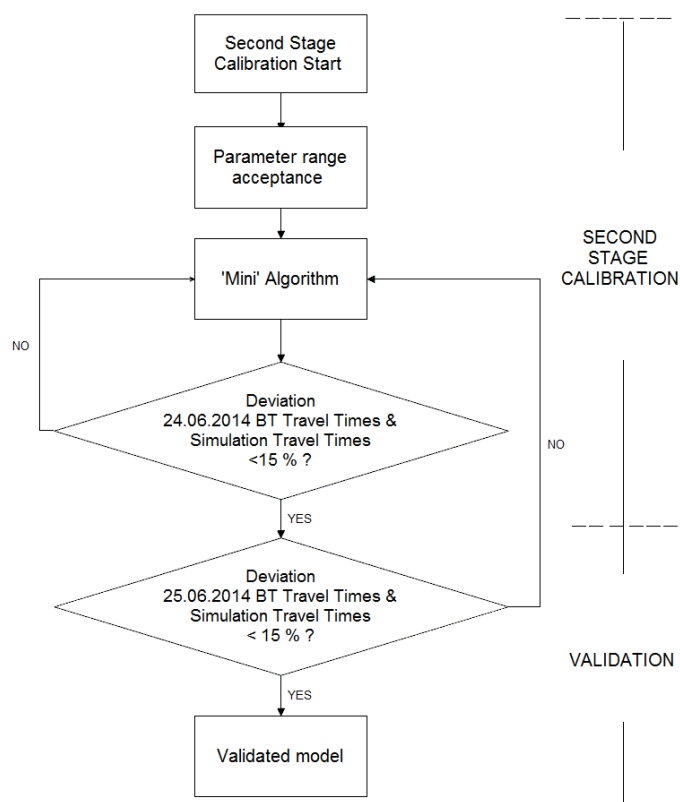 Second Stage
Calibration Start
Parameter range
acceptance
'Mini' Algorithm
NO
Deviation
24.06.2014 BT Travel Times &
Simulation Travel Times
<15 % ?
YES
NO
Deviation
25.06.2014 BT Travel Times &
Simulation Travel Times
< 15 % ?
YES
Validated model
SECOND
STAGE
CALIBRATION
VALIDATION